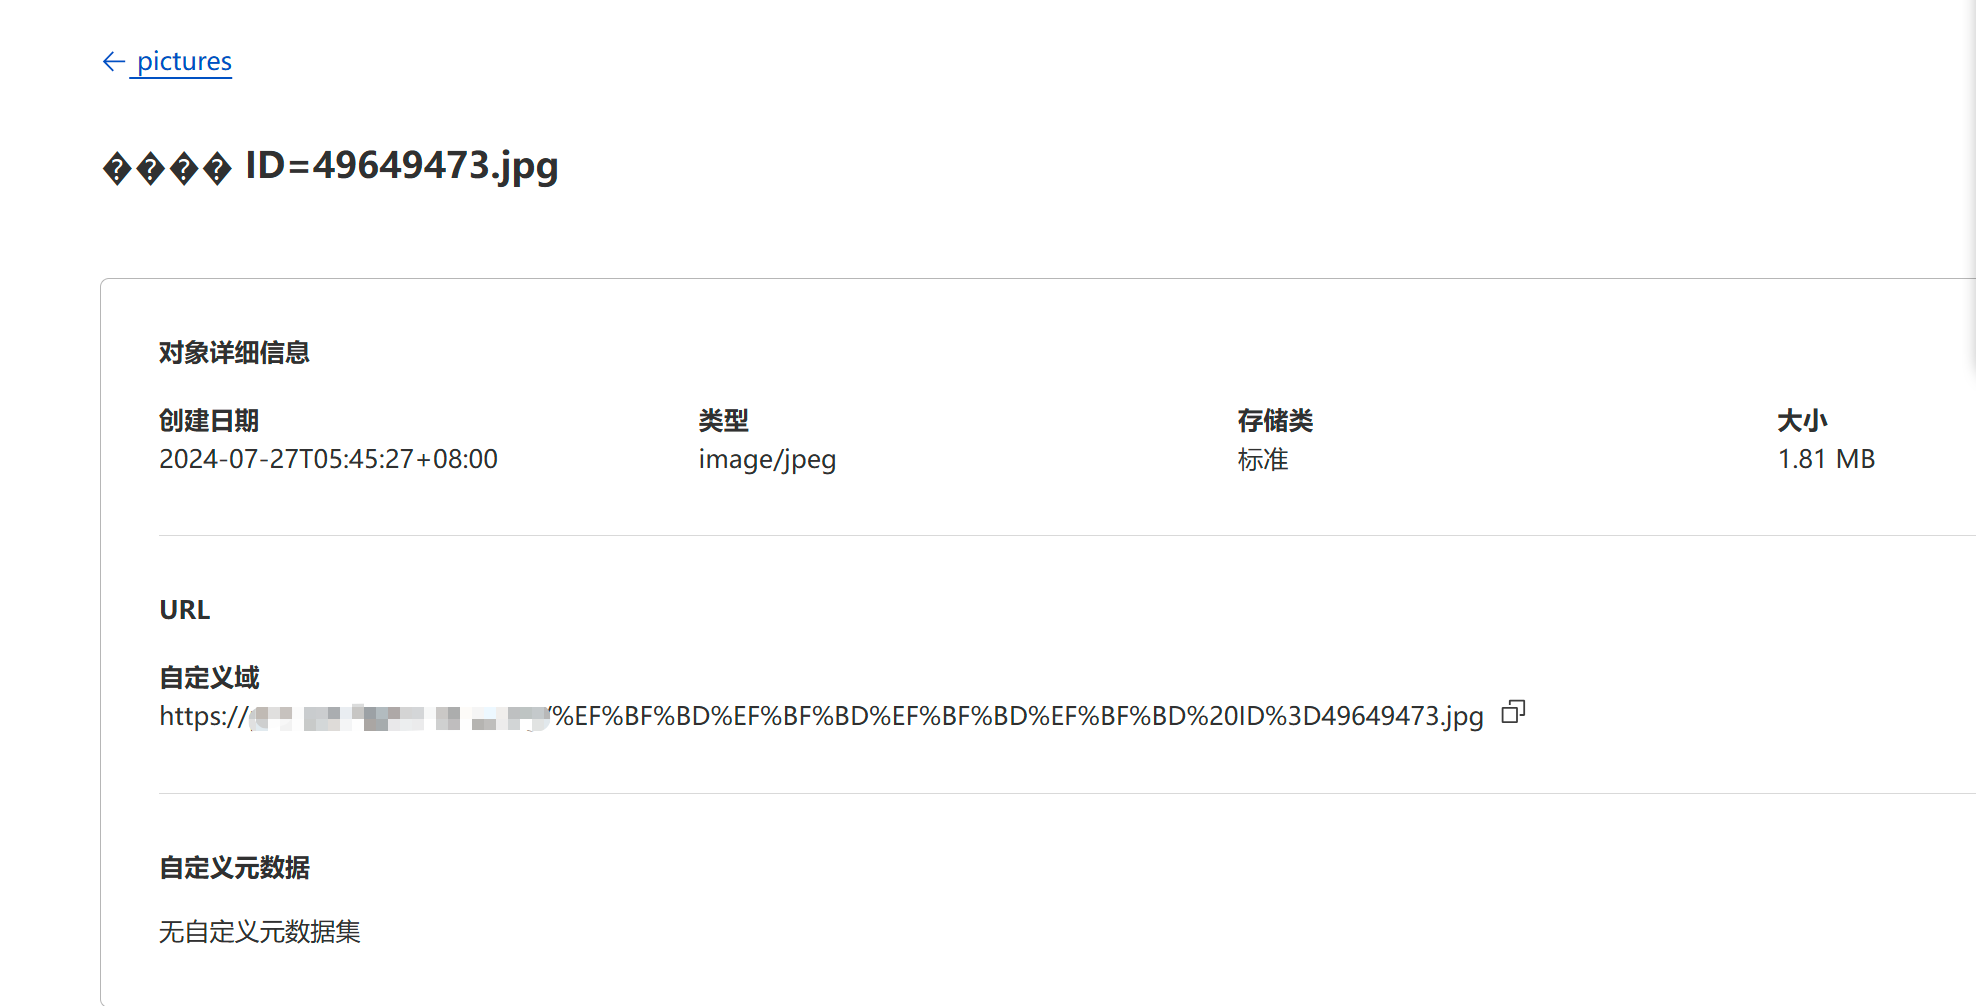 ← pictures
���� ID=49649473.jpg
对象详细信息
创建日期 类型 存储类 大小
2024-07-27T05:45:27+08:00 image/jpeg 标准 1.81 MB
URL
自定义域
https:// /%EF%BF%BD%EF%BF%BD%EF%BF%BD%EF%BF%BD%20ID%3D49649473.jpg
自定义元数据
无自定义元数据集